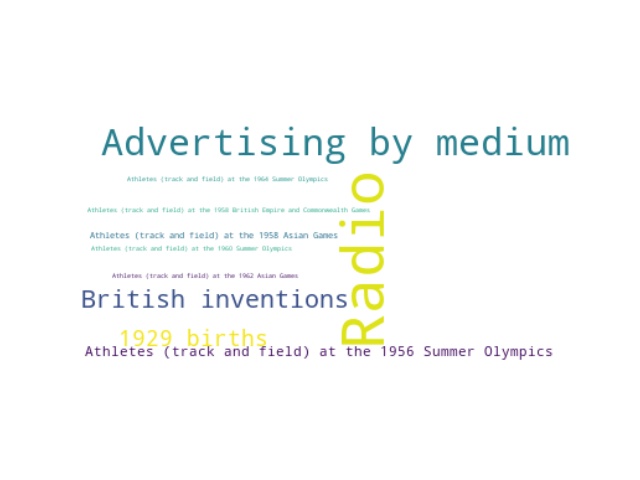 Advertising by medium
Radio
Athletes (track and field) at the 1964 Summer Olympics
Athletes (track and field) at the 1958 British Empire and Commonwealth Games
Athletes (track and field) at the 1958 Asian Games
Athletes (track and field) at the 1960 Summer Olympics
Athletes (track and field) at the 1962 Asian Games
British inventions
1929 births
Athletes (track and field) at the 1956 Summer Olympics